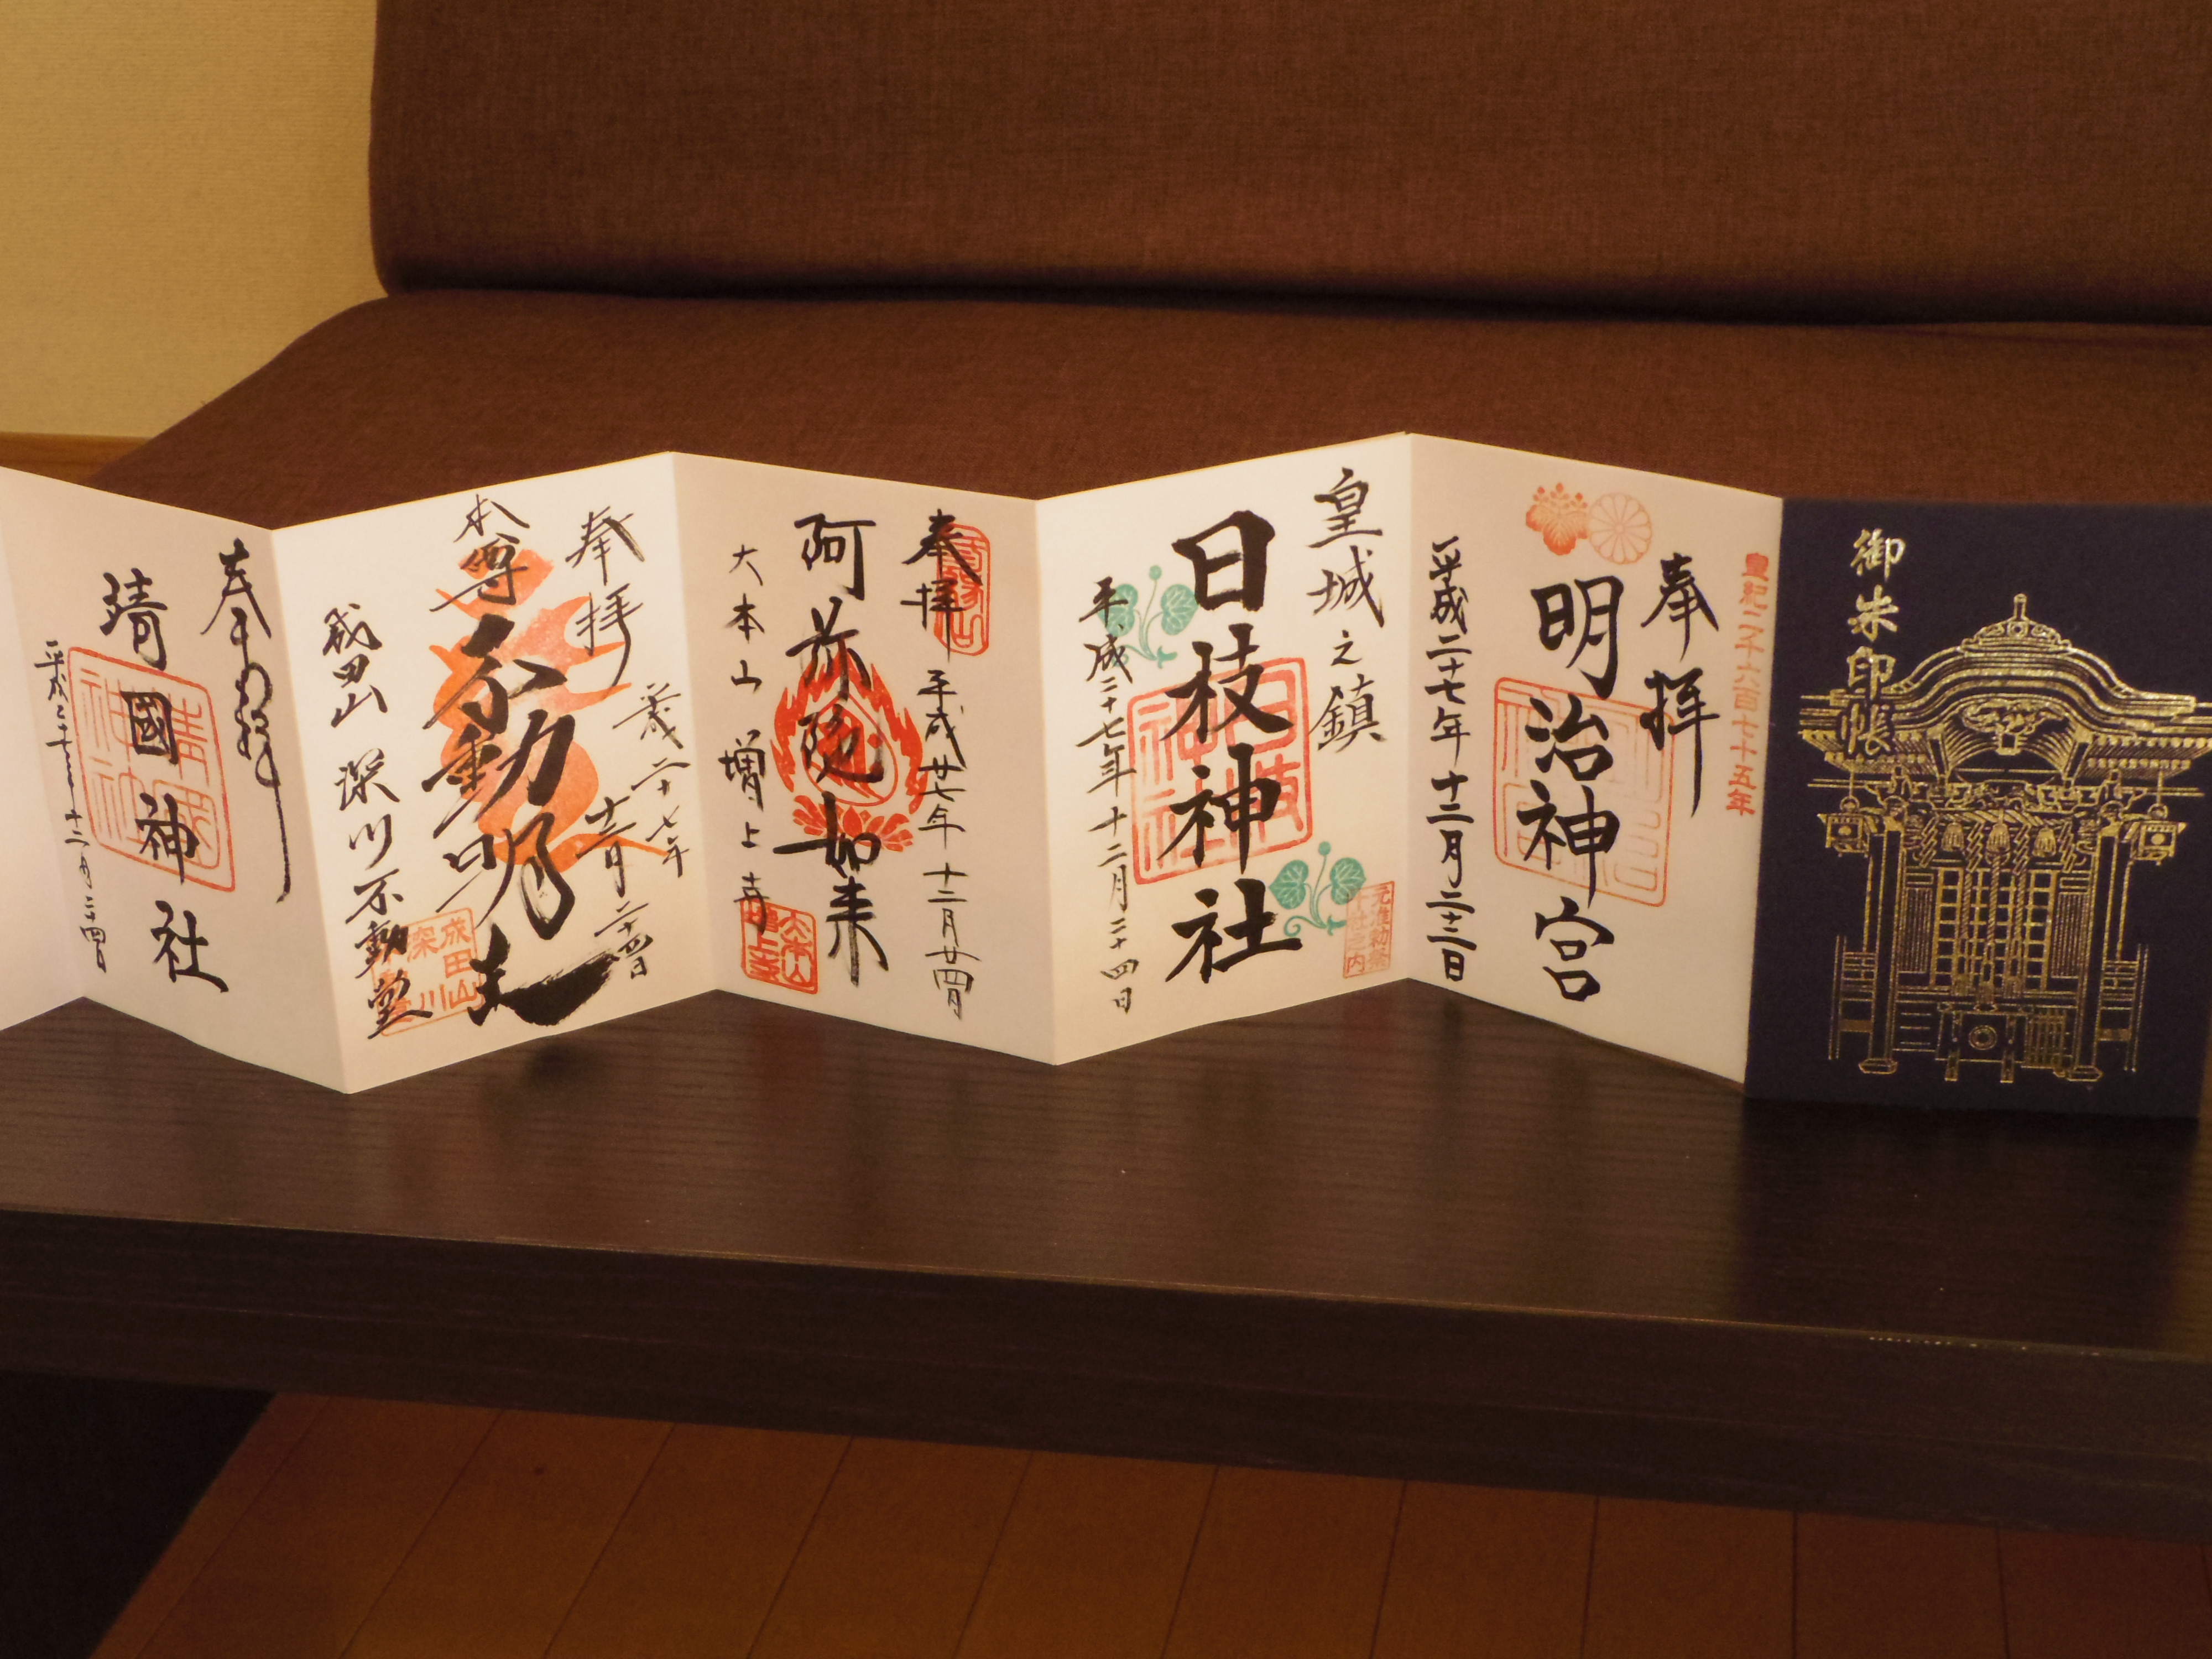 御朱印帳
皇紀二千六百七十五年
奉拝
明治神宮
平成二十七年十二月二十三日
皇城之鎮
日枝神社
平成二十七年十二月二十四日
元准勅祭
十社之内
奉拝
平成廿七年十二月廿四日
阿弥陀如来
大本山増上寺
大本山
増上寺
奉拝
二十七年
十二月二十四日
本尊不動明王
成田山深川不動堂
成田山
深川
奉拝
靖國神社
靖國
神社
平成二十七年十二月二十四日